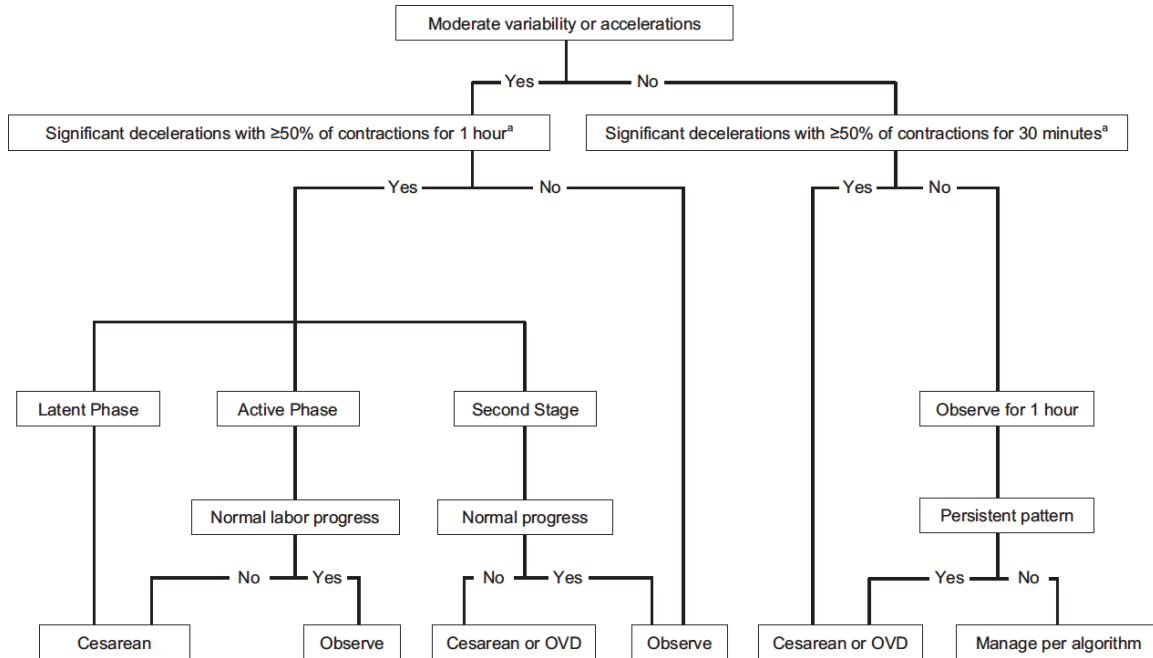 Moderate variability or accelerations
Yes No
Significant decelerations with ≥50% of contractions for 1 hourᵃ
Significant decelerations with ≥50% of contractions for 30 minutesᵃ
Yes No
Yes No
Latent Phase
Active Phase
Second Stage
Observe for 1 hour
Normal labor progress
Normal progress
Persistent pattern
No Yes
No Yes
Yes No
Cesarean
Observe
Cesarean or OVD
Observe
Cesarean or OVD
Manage per algorithm